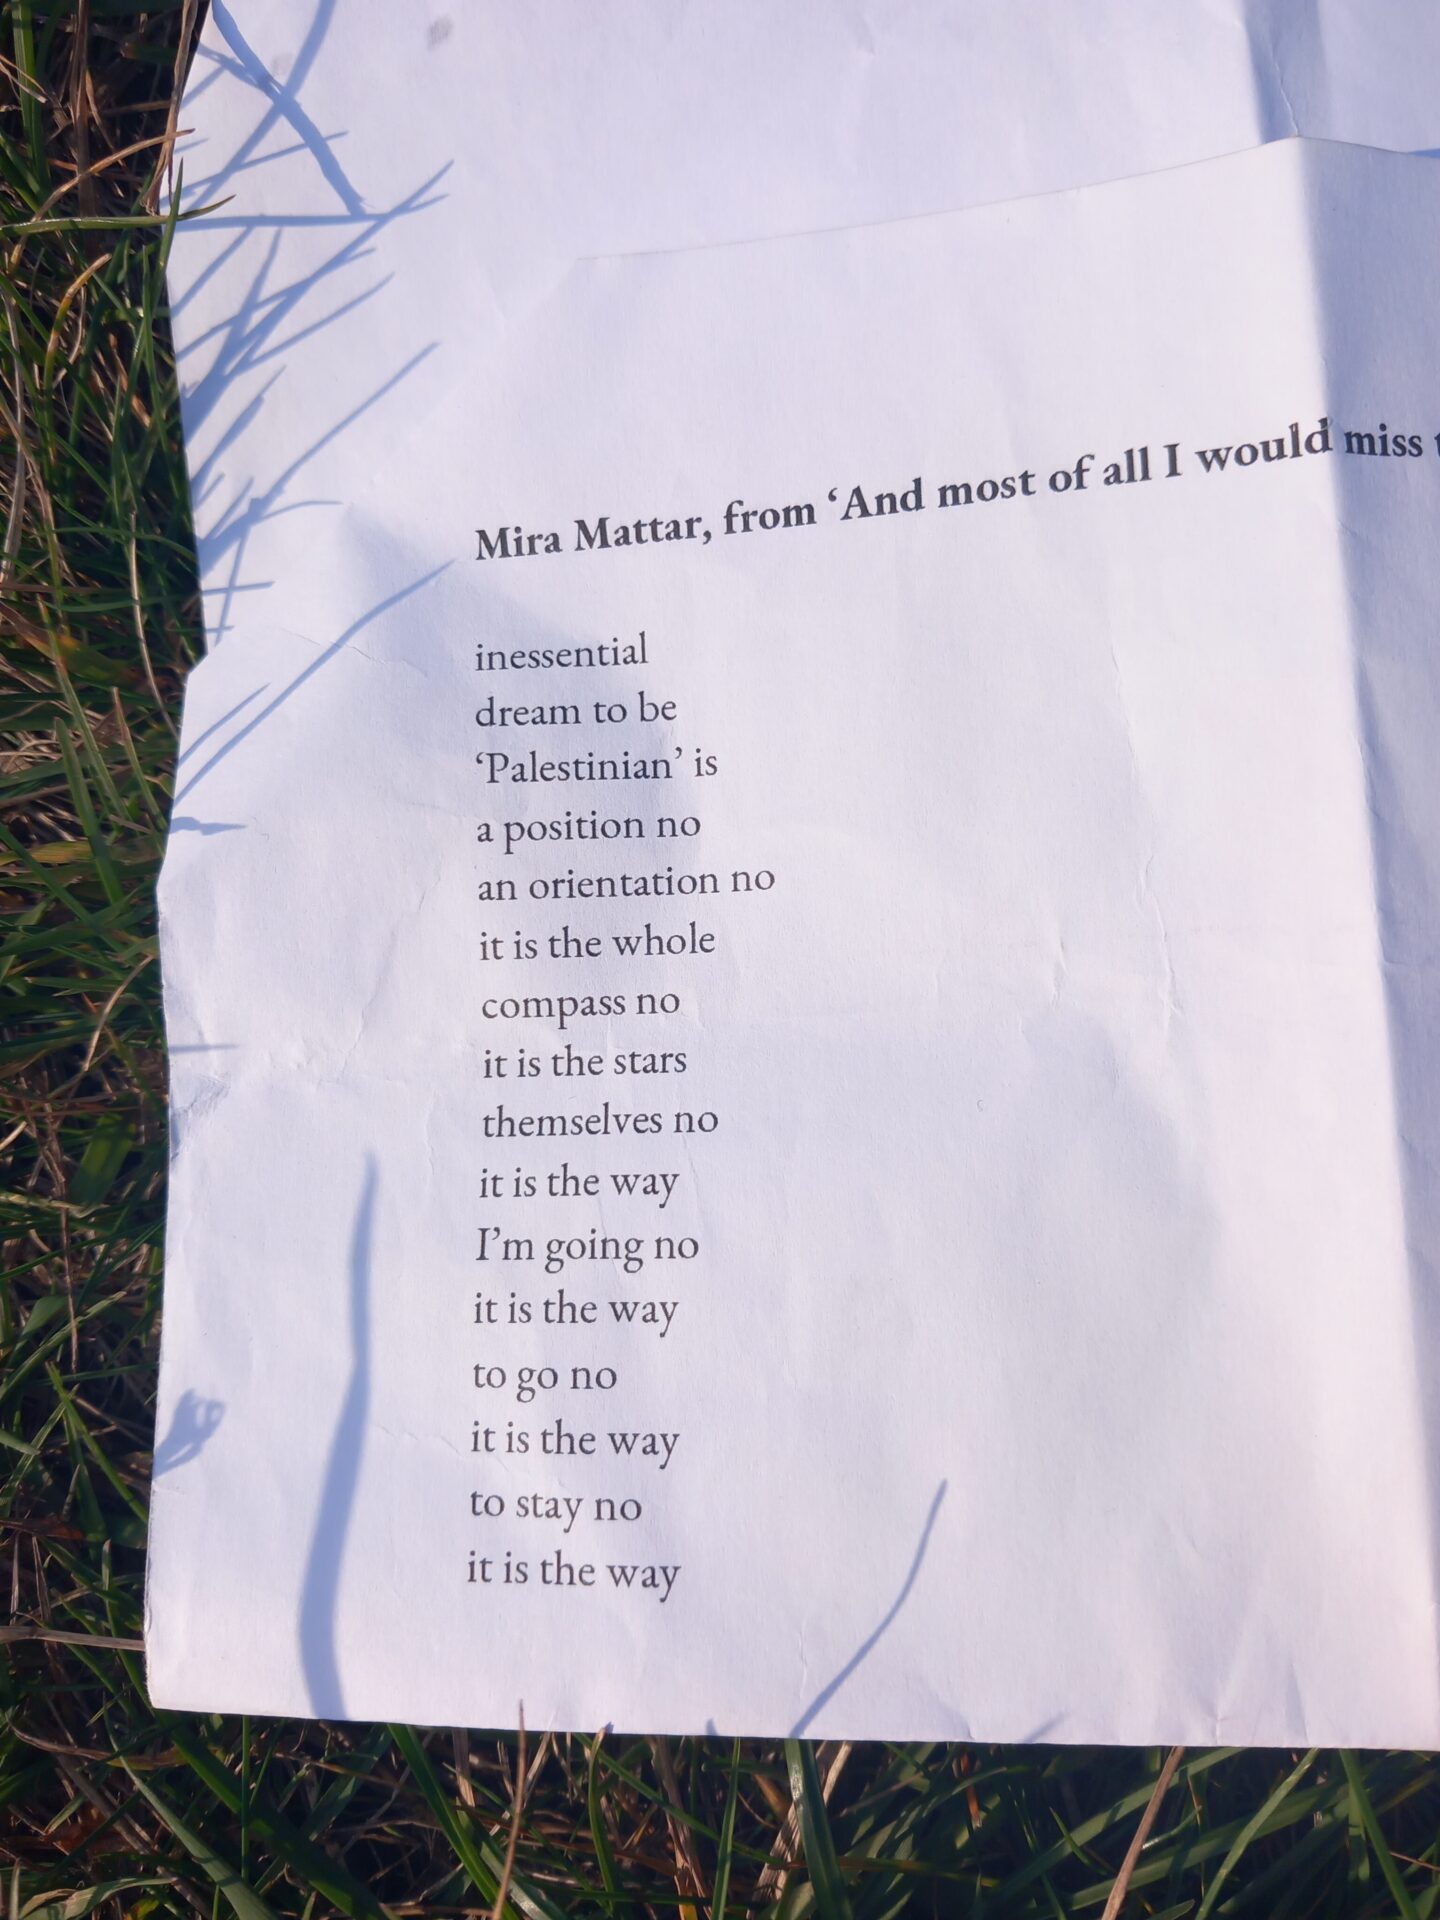 Mira Mattar, from ‘And most of all I would miss
inessential
dream to be
‘Palestinian’ is
a position no
an orientation no
it is the whole
compass no
it is the stars
themselves no
it is the way
I’m going no
it is the way
to go no
it is the way
to stay no
it is the way